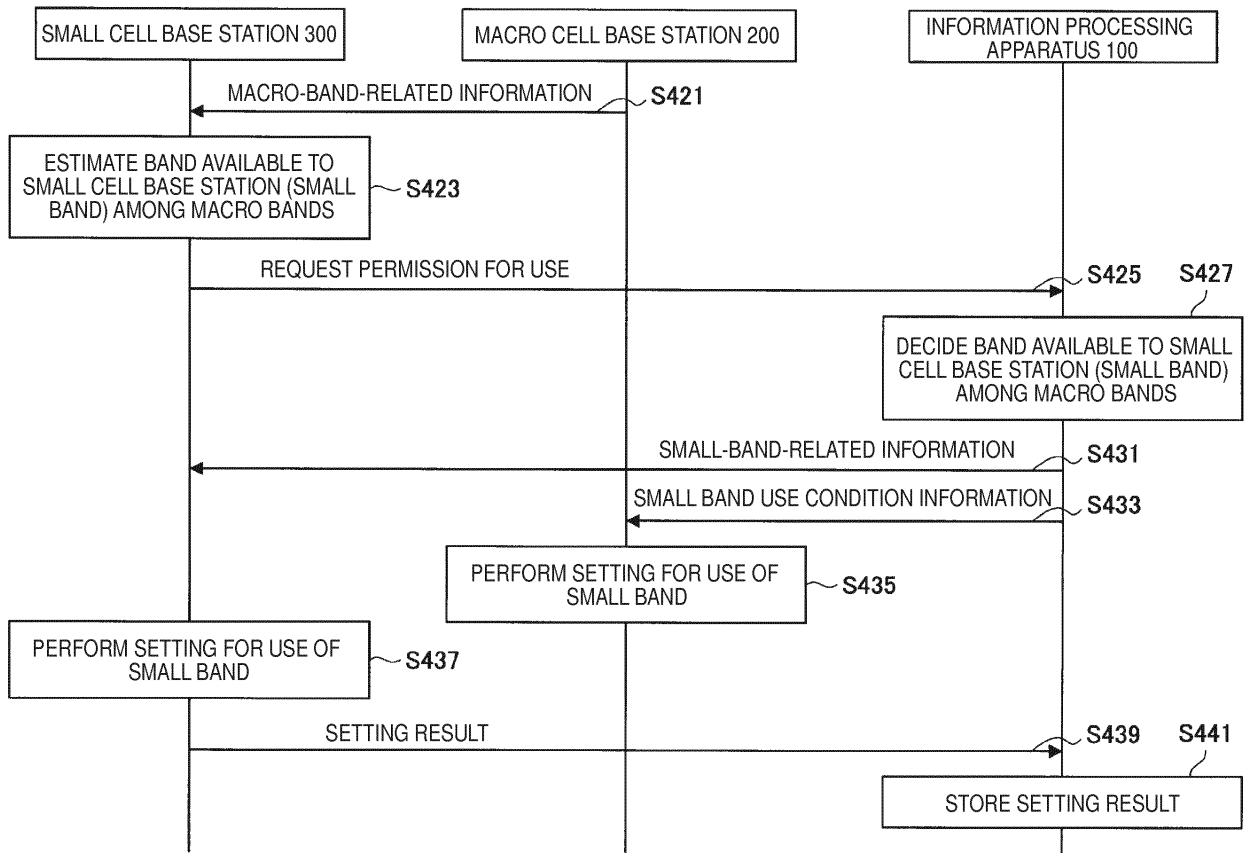 SMALL CELL BASE STATION 300
MACRO CELL BASE STATION 200
INFORMATION PROCESSING
APPARATUS 100
MACRO-BAND-RELATED INFORMATION
S421
ESTIMATE BAND AVAILABLE TO
SMALL CELL BASE STATION (SMALL
BAND) AMONG MACRO BANDS
S423
REQUEST PERMISSION FOR USE
S425
S427
DECIDE BAND AVAILABLE TO SMALL
CELL BASE STATION (SMALL BAND)
AMONG MACRO BANDS
SMALL-BAND-RELATED INFORMATION
S431
SMALL BAND USE CONDITION INFORMATION
S433
PERFORM SETTING FOR USE OF
SMALL BAND
S435
PERFORM SETTING FOR USE OF
SMALL BAND
S437
SETTING RESULT
S439
S441
STORE SETTING RESULT